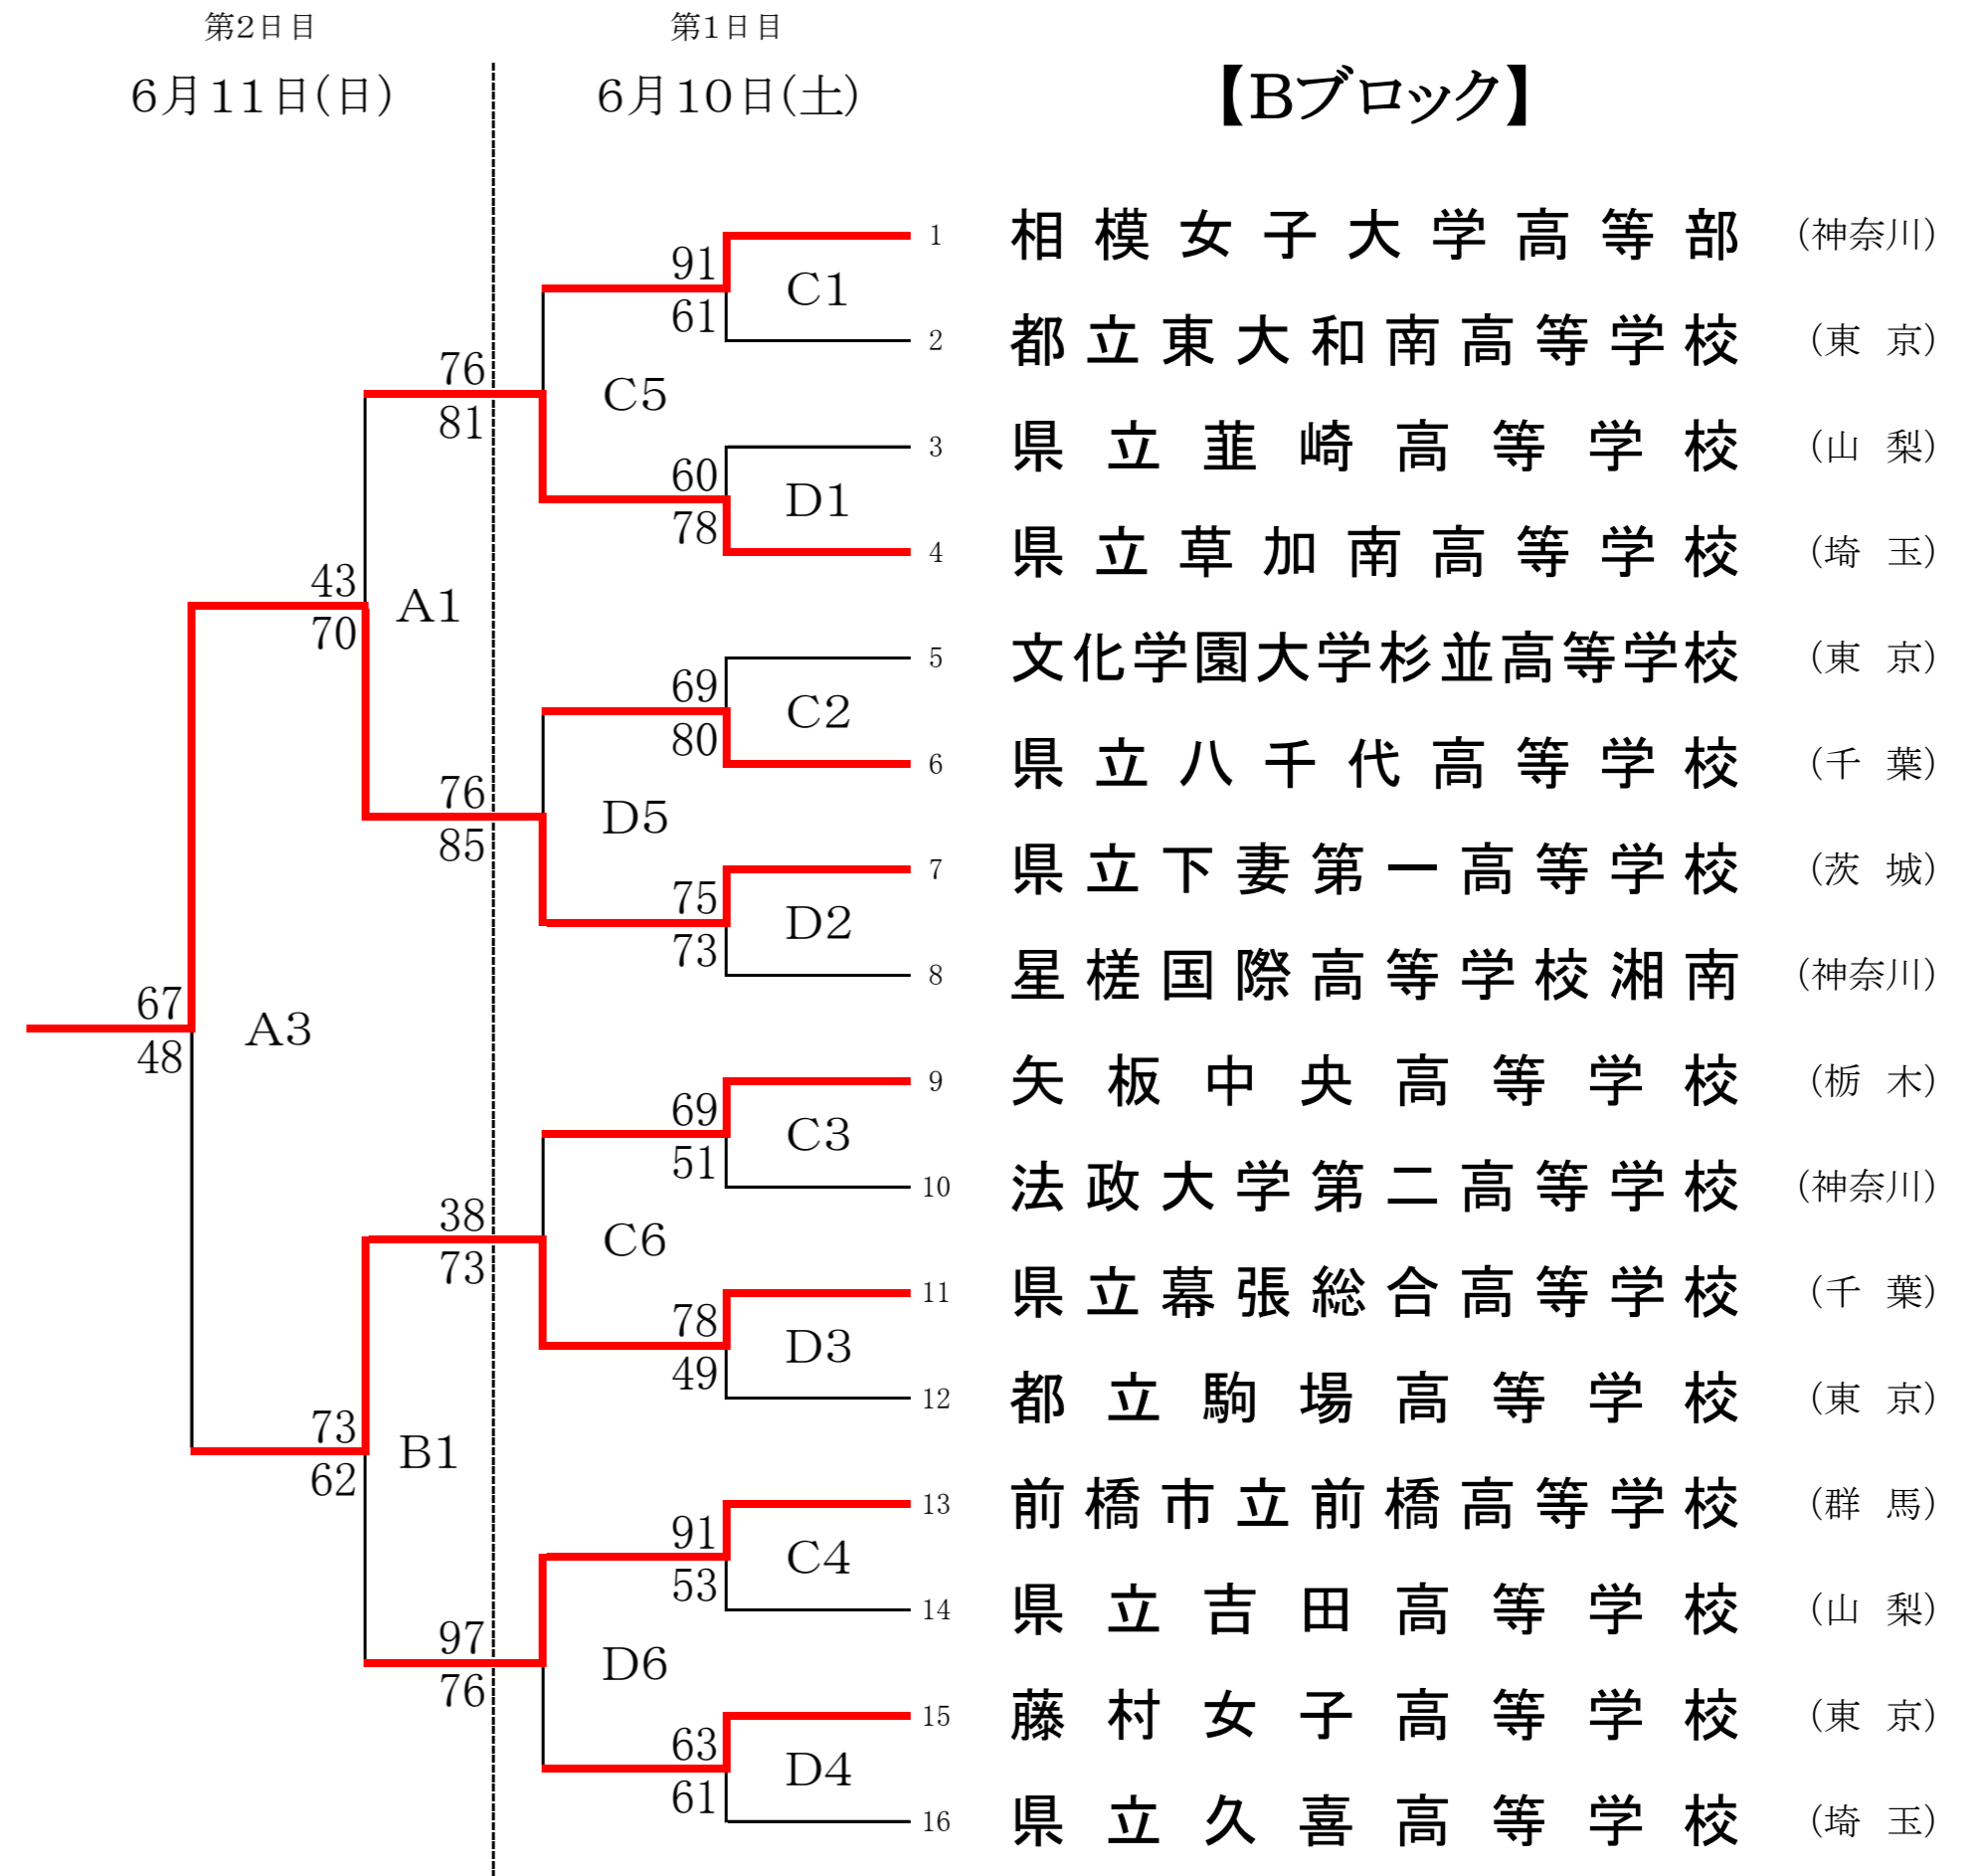 第2日目 第1日目
6月11日(日) 6月10日(土) 【Bブロック】
1 相模女子大学高等部 (神奈川)
91
C1
61
2 都立東大和南高等学校 (東京)
76
C5
81
3 県立韮崎高等学校 (山梨)
60
D1
78
4 県立草加南高等学校 (埼玉)
43
A1
70
5 文化学園大学杉並高等学校 (東京)
69
C2
80
6 県立八千代高等学校 (千葉)
76
D5
85
7 県立下妻第一高等学校 (茨城)
75
D2
73
8 星槎国際高等学校湘南 (神奈川)
67
A3
48
9 矢板中央高等学校 (栃木)
69
C3
51
10 法政大学第二高等学校 (神奈川)
38
C6
73
11 県立幕張総合高等学校 (千葉)
78
D3
49
12 都立駒場高等学校 (東京)
73
B1
62
13 前橋市立前橋高等学校 (群馬)
91
C4
53
14 県立吉田高等学校 (山梨)
97
D6
76
15 藤村女子高等学校 (東京)
63
D4
61
16 県立久喜高等学校 (埼玉)